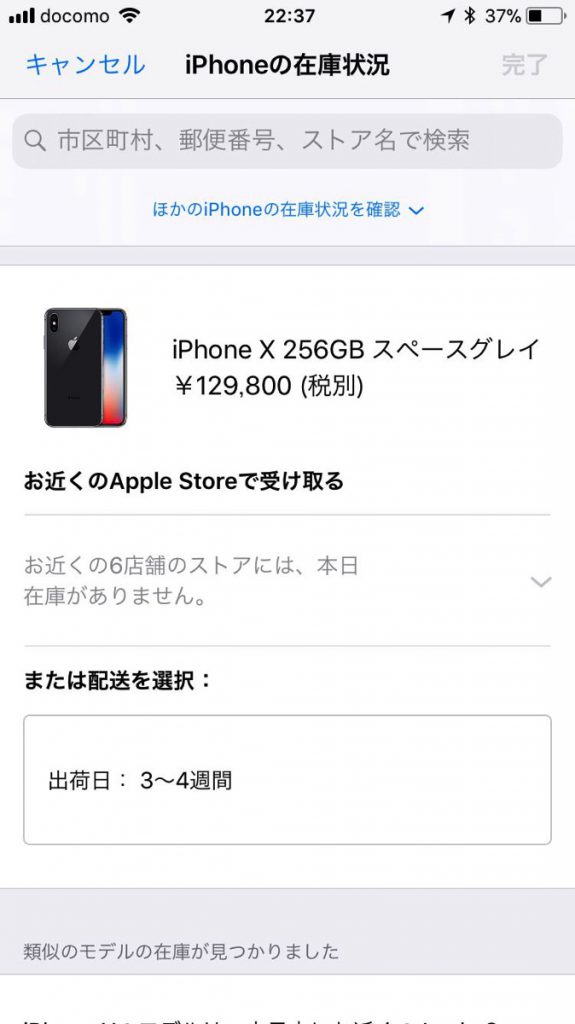 docomo 22:37 37%
キャンセル iPhoneの在庫状況 完了
市区町村、郵便番号、ストア名で検索
ほかのiPhoneの在庫状況を確認
iPhone X 256GB スペースグレイ
￥129,800 (税別)
お近くのApple Storeで受け取る
お近くの6店舗のストアには、本日
在庫がありません。
または配送を選択：
出荷日： 3〜4週間
類似のモデルの在庫が見つかりました